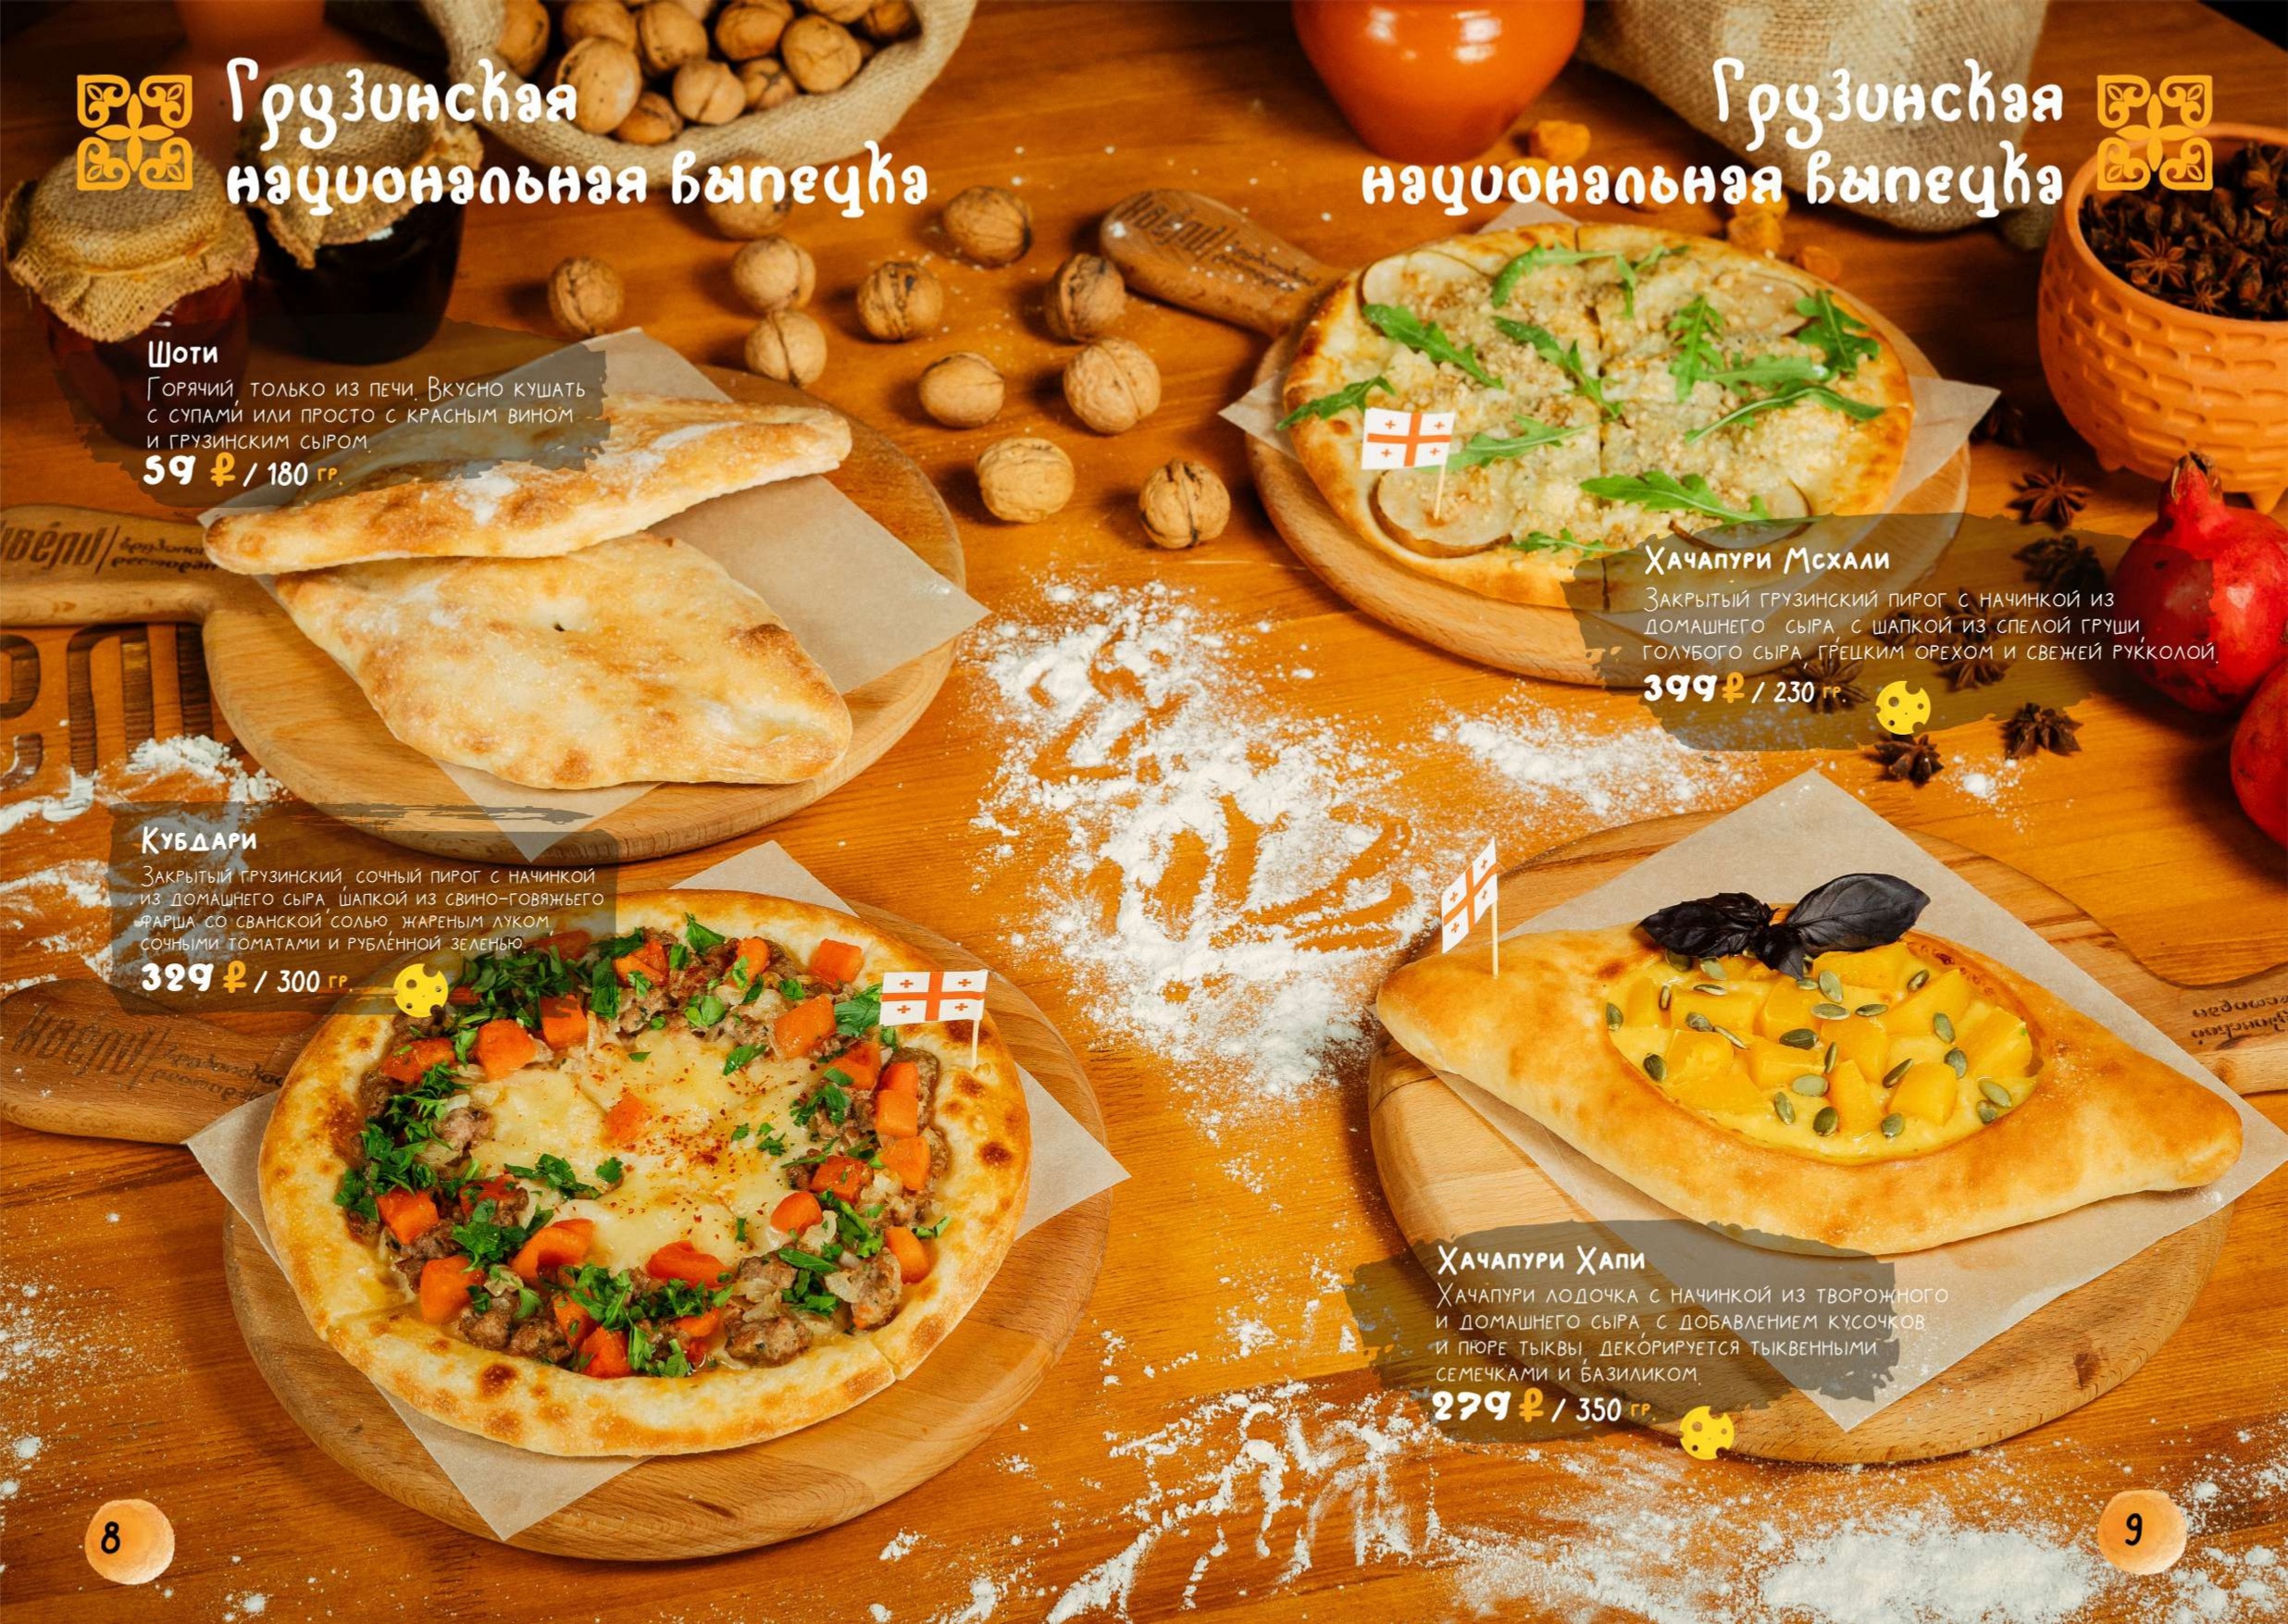 Грузинская
национальная выпечка
Шоти
Горячий, только из печи. Вкусно кушать
с супами или просто с красным вином
и грузинским сыром.
59 ₽ / 180 гр.
Кубдари
Закрытый грузинский, сочный пирог с начинкой
из домашнего сыра, шапкой из свино-говяжьего
фарша со сванской солью, жареным луком,
сочными томатами и рубленной зеленью.
329 ₽ / 300 гр.
8
Грузинская
национальная выпечка
Хачапури Мсхали
Закрытый грузинский пирог с начинкой из
домашнего сыра, с шапкой из спелой груши,
голубого сыра, грецким орехом и свежей рукколой.
399 ₽ / 230 гр.
Хачапури Хапи
Хачапури лодочка с начинкой из творожного
и домашнего сыра, с добавлением кусочков
и пюре тыквы, декорируется тыквенными
семечками и базиликом.
279 ₽ / 350 гр.
9